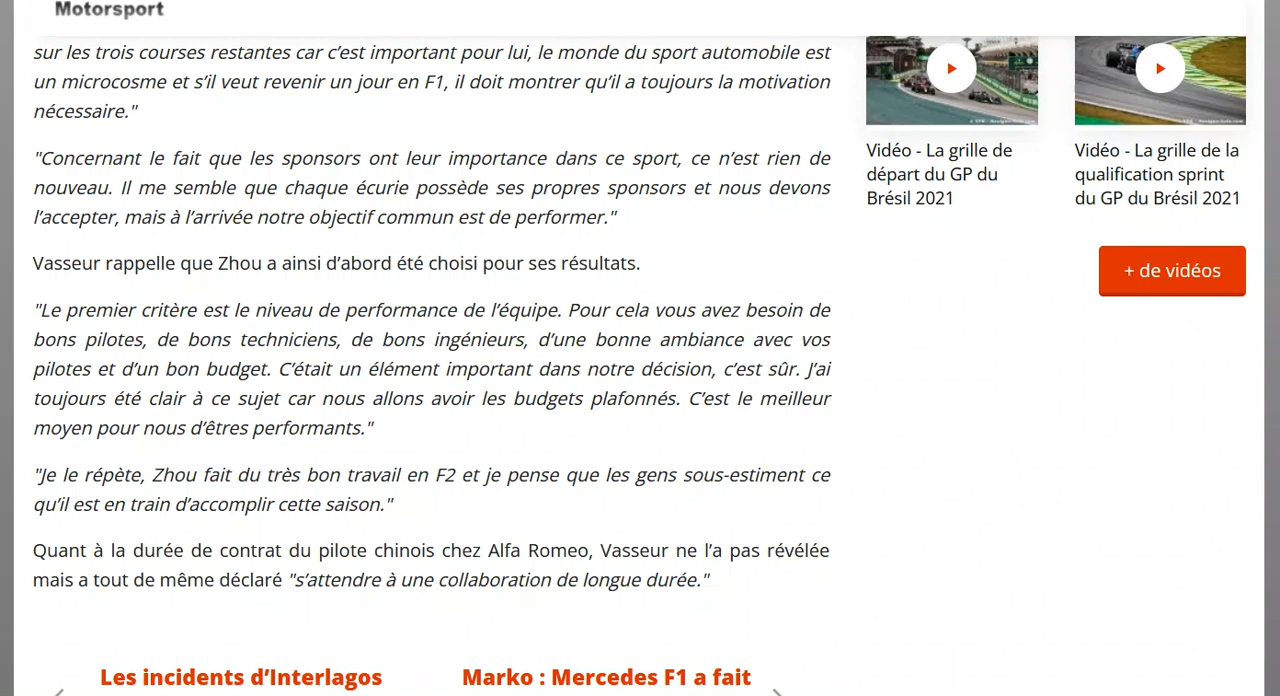 Motorsport
sur les trois courses restantes car c’est important pour lui, le monde du sport automobile est
un microcosme et s’il veut revenir un jour en F1, il doit montrer qu’il a toujours la motivation
nécessaire."
"Concernant le fait que les sponsors ont leur importance dans ce sport, ce n’est rien de
nouveau. Il me semble que chaque écurie possède ses propres sponsors et nous devons
l’accepter, mais à l’arrivée notre objectif commun est de performer."
Vasseur rappelle que Zhou a ainsi d’abord été choisi pour ses résultats.
"Le premier critère est le niveau de performance de l’équipe. Pour cela vous avez besoin de
bons pilotes, de bons techniciens, de bons ingénieurs, d’une bonne ambiance avec vos
pilotes et d’un bon budget. C’était un élément important dans notre décision, c’est sûr. J’ai
toujours été clair à ce sujet car nous allons avoir les budgets plafonnés. C’est le meilleur
moyen pour nous d’êtres performants."
"Je le répète, Zhou fait du très bon travail en F2 et je pense que les gens sous-estiment ce
qu’il est en train d’accomplir cette saison."
Quant à la durée de contrat du pilote chinois chez Alfa Romeo, Vasseur ne l’a pas révélée
mais a tout de même déclaré "s’attendre à une collaboration de longue durée."
Les incidents d’Interlagos
Marko : Mercedes F1 a fait
Vidéo - La grille de
départ du GP du
Brésil 2021
Vidéo - La grille de la
qualification sprint
du GP du Brésil 2021
+ de vidéos